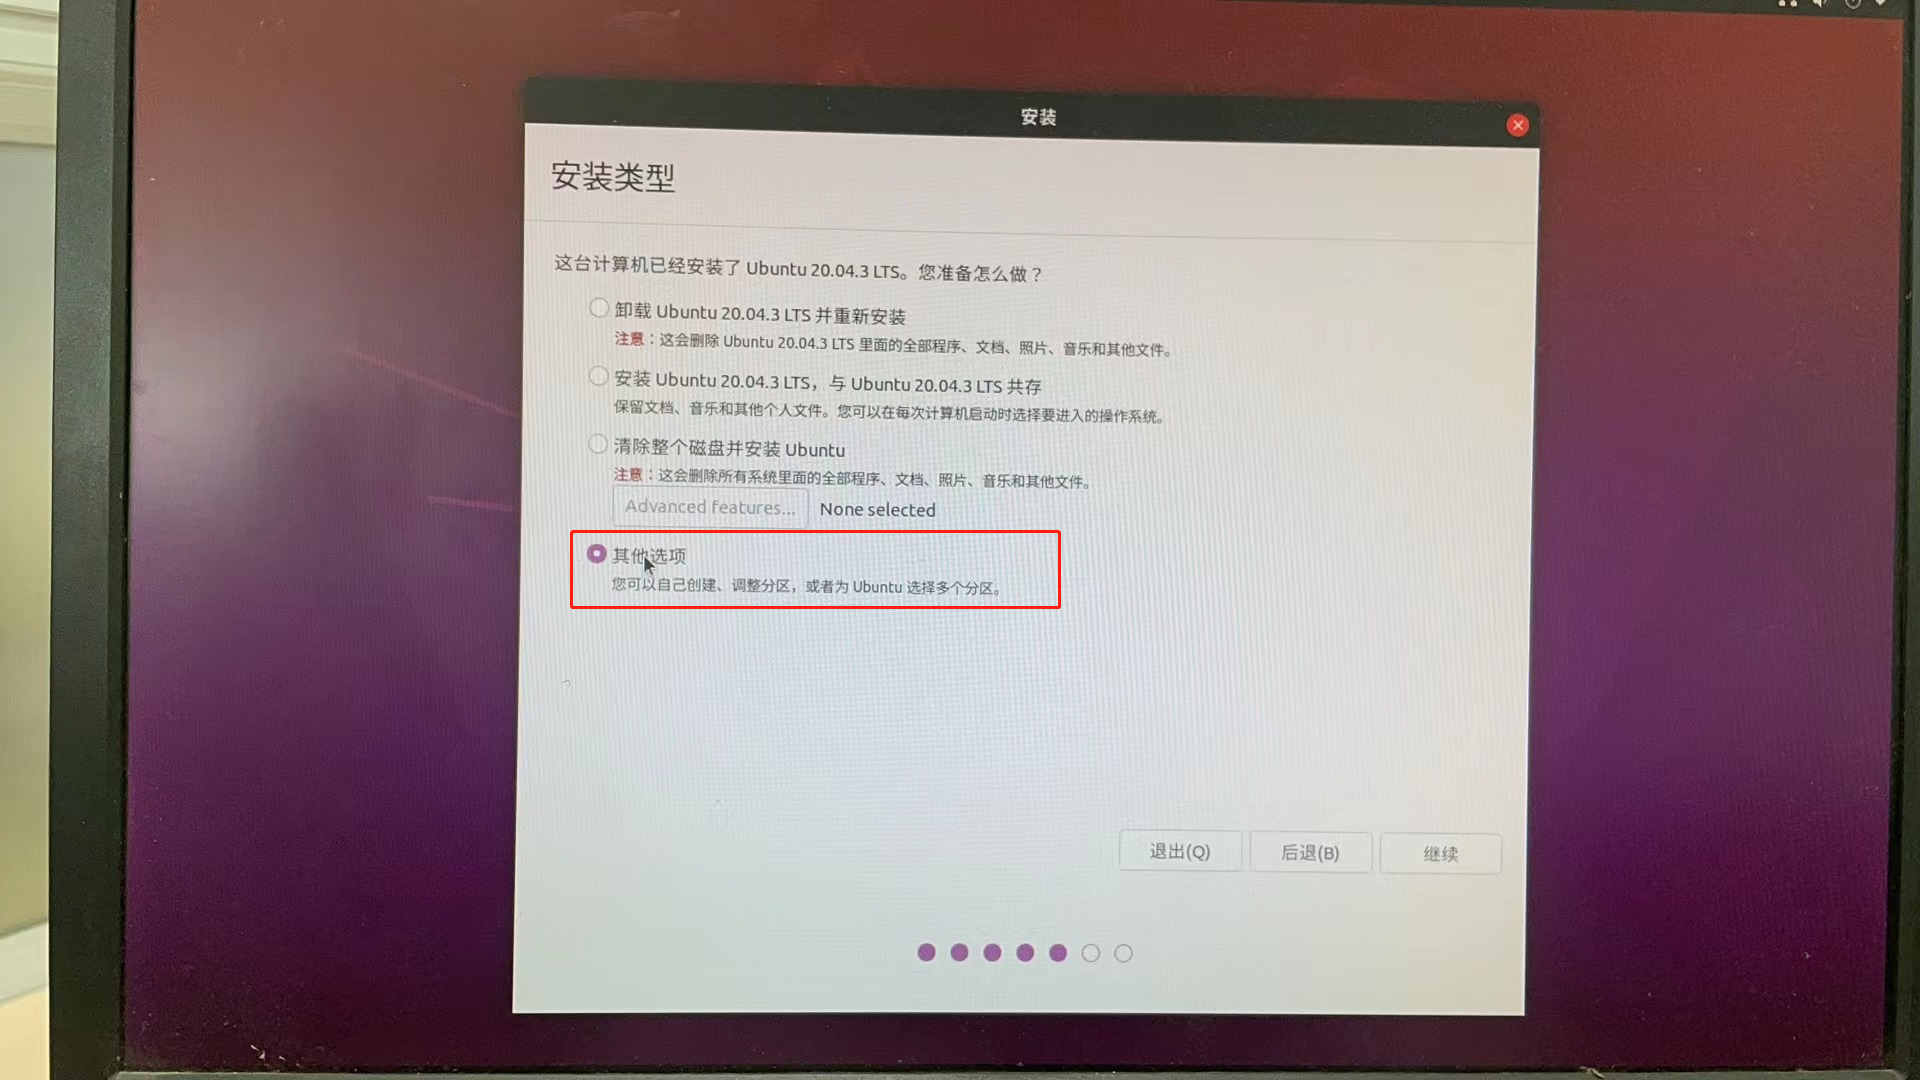 安装
安装类型
这台计算机已经安装了 Ubuntu 20.04.3 LTS。您准备怎么做？
卸载 Ubuntu 20.04.3 LTS 并重新安装
注意：这会删除 Ubuntu 20.04.3 LTS 里面的全部程序、文档、照片、音乐和其他文件。
安装 Ubuntu 20.04.3 LTS，与 Ubuntu 20.04.3 LTS 共存
保留文档、音乐和其他个人文件。您可以在每次计算机启动时选择要进入的操作系统。
清除整个磁盘并安装 Ubuntu
注意：这会删除所有系统里面的全部程序、文档、照片、音乐和其他文件。
Advanced features... None selected
其他选项
您可以自己创建、调整分区，或者为 Ubuntu 选择多个分区。
退出(Q) 后退(B) 继续